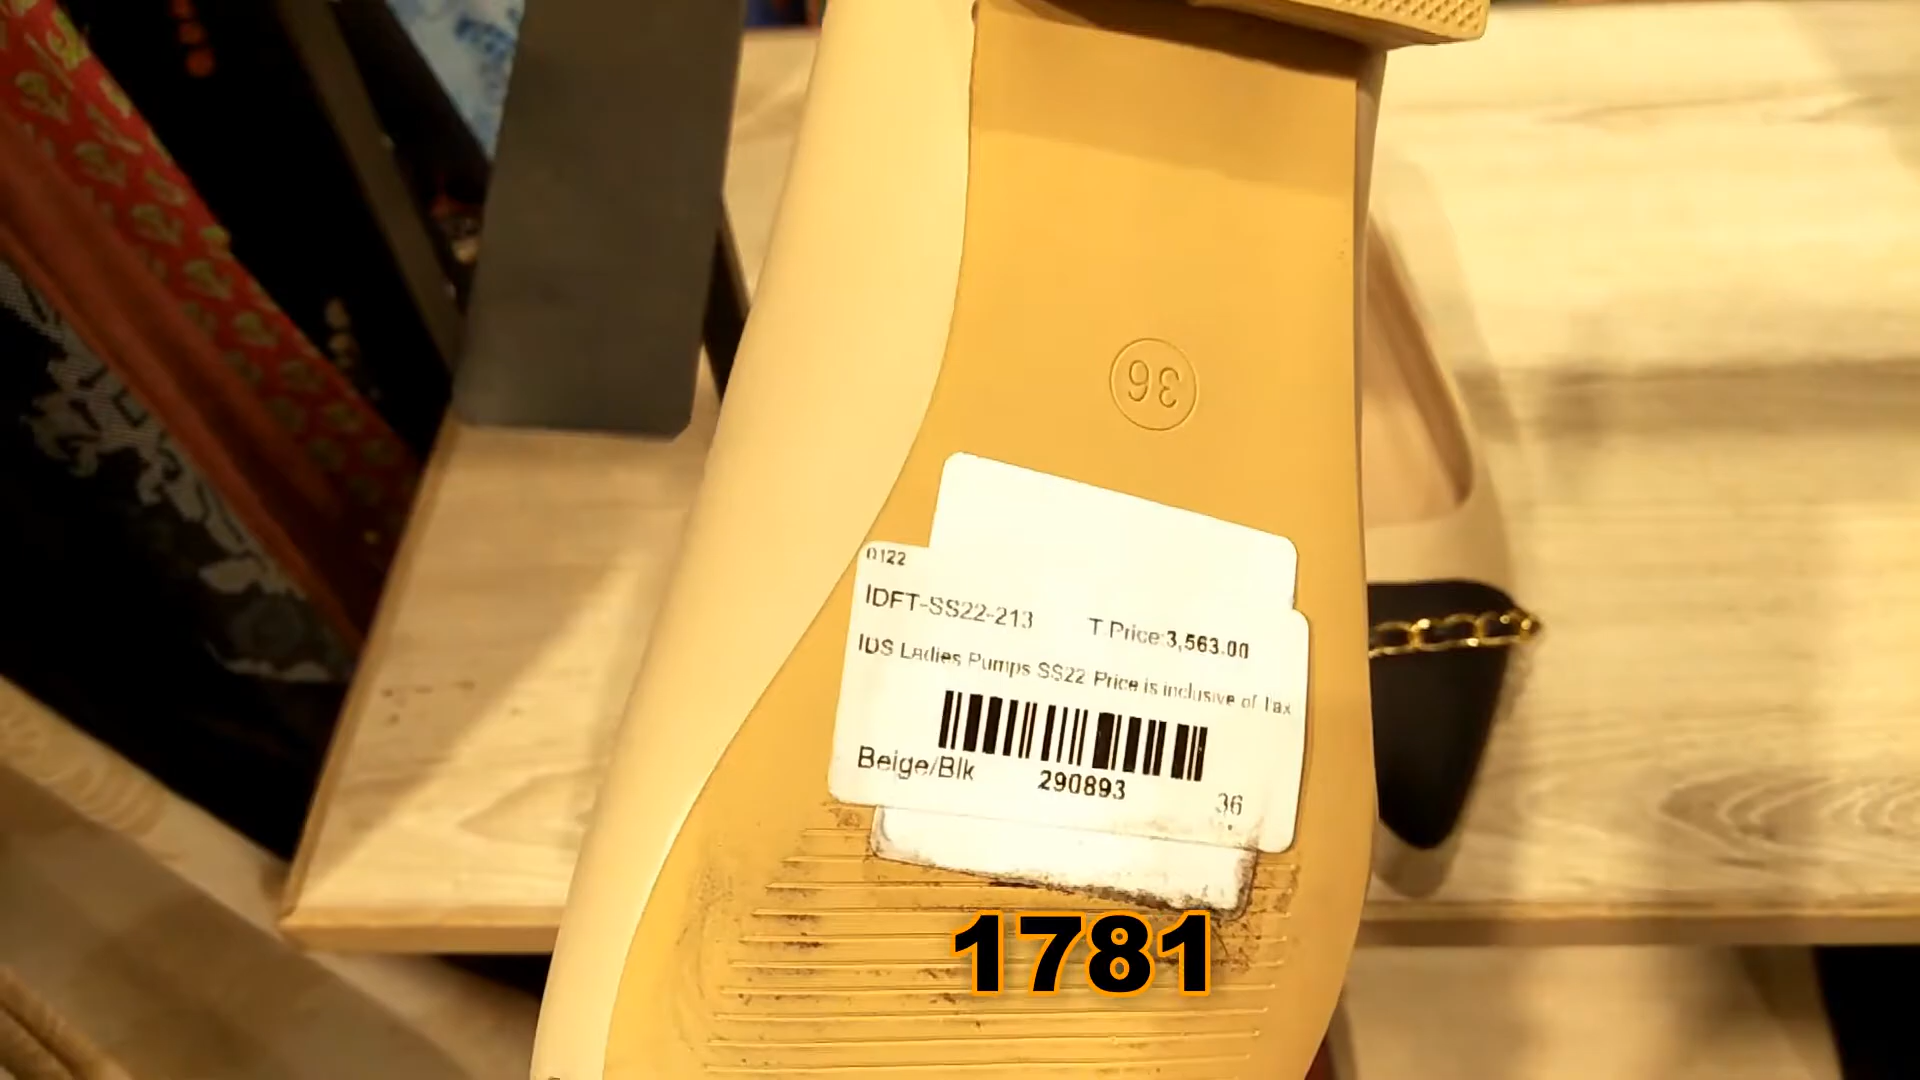 36
0122
IDFT-SS22-213 T Price:3,563.00
IDS Ladies Pumps SS22 Price is inclusive of Tax
Beige/Blk 290893 36
1781